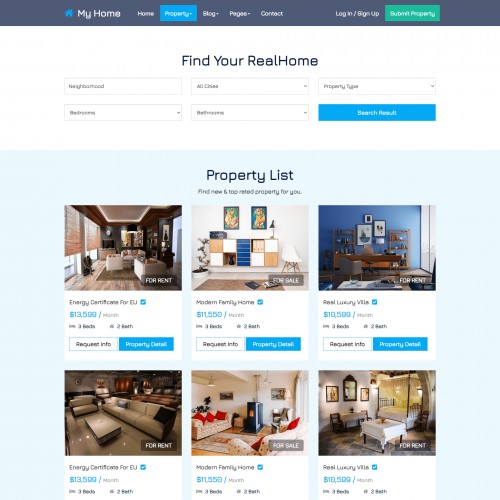 My Home Home Property Blog Pages Contact Log In / Sign Up Submit Property
Find Your RealHome
Neighborhood All Cities Property Type
Bedrooms Bathrooms Search Result
Property List
Find new & top rated property for you.
FOR RENT FOR SALE FOR RENT
Energy Certificate For EU Modern Family Home Real Luxury Villa
$13,599 / Month $11,550 / Month $10,599 / Month
3 Beds 2 Bath 3 Beds 2 Bath 3 Beds 2 Bath
Request Info Property Detail Request Info Property Detail Request Info Property Detail
FOR RENT FOR SALE FOR RENT
Energy Certificate For EU Modern Family Home Real Luxury Villa
$13,599 / Month $11,550 / Month $10,599 / Month
3 Beds 2 Bath 3 Beds 2 Bath 3 Beds 2 Bath